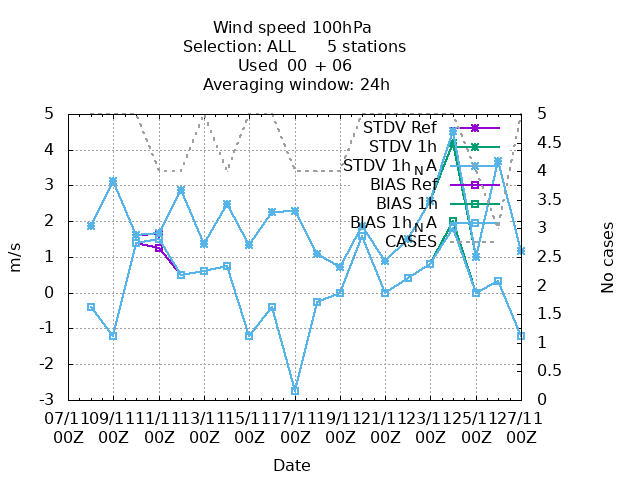 Wind speed 100hPa
Selection: ALL 5 stations
Used 00 + 06
Averaging window: 24h
5
4
3
2
1
0
-1
-2
-3
m/s
STDV Ref
STDV 1h
STDV 1h_NA
BIAS Ref
BIAS 1h
BIAS 1h_NA
CASES
5
4.5
4
3.5
3
2.5
2
1.5
1
0.5
0
No cases
07/11 09/11 11/11 13/11 15/11 17/11 19/11 21/11 23/11 25/11 27/11
00Z 00Z 00Z 00Z 00Z 00Z 00Z 00Z 00Z 00Z 00Z
Date